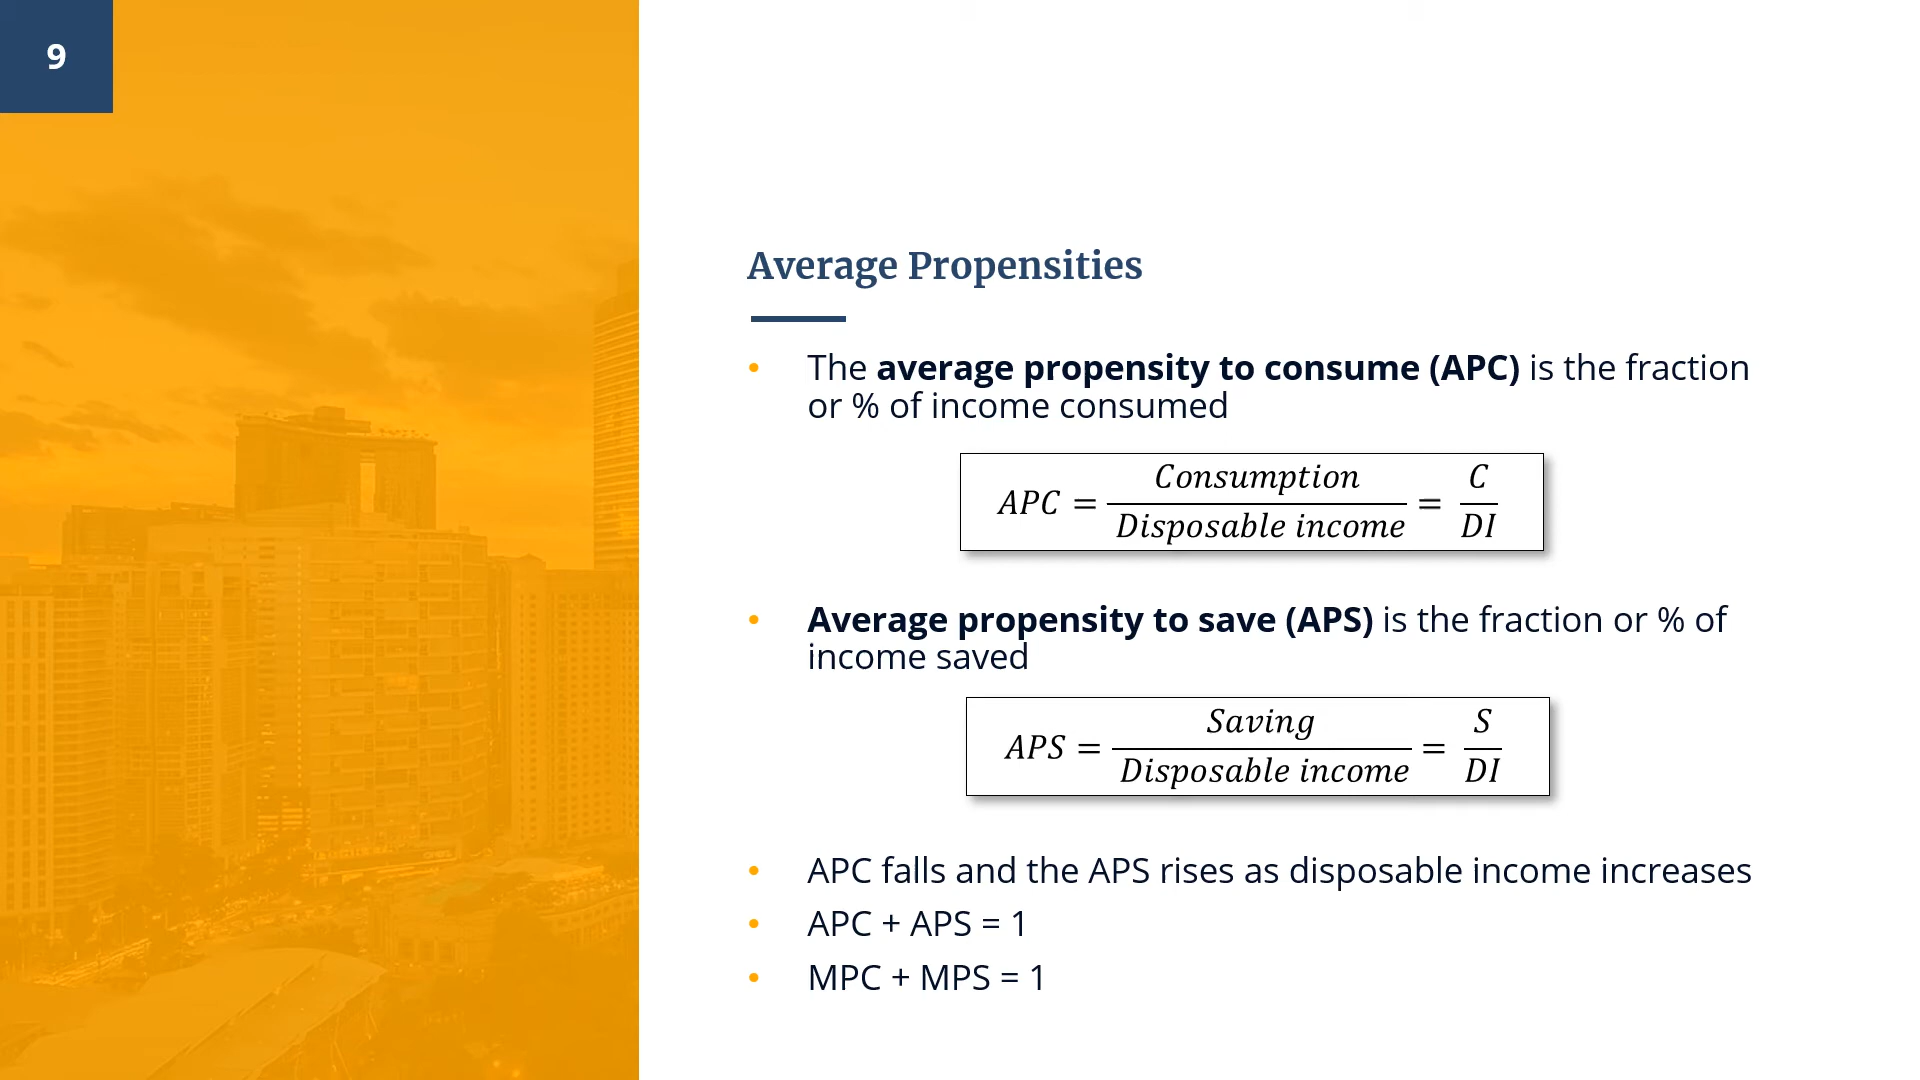 9
Average Propensities
• The average propensity to consume (APC) is the fraction
or % of income consumed
APC = Consumption / Disposable income = C / DI
• Average propensity to save (APS) is the fraction or % of
income saved
APS = Saving / Disposable income = S / DI
• APC falls and the APS rises as disposable income increases
• APC + APS = 1
• MPC + MPS = 1